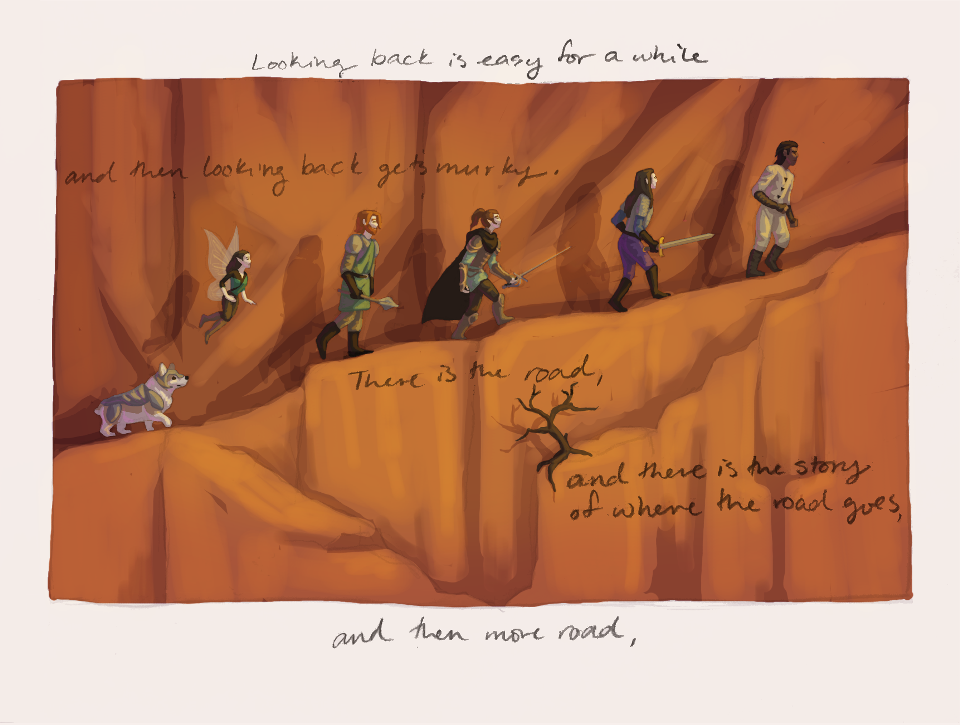 Looking back is easy for a while
and then looking back gets murky.
There is the road,
and there is the story
of where the road goes,
and then more road,